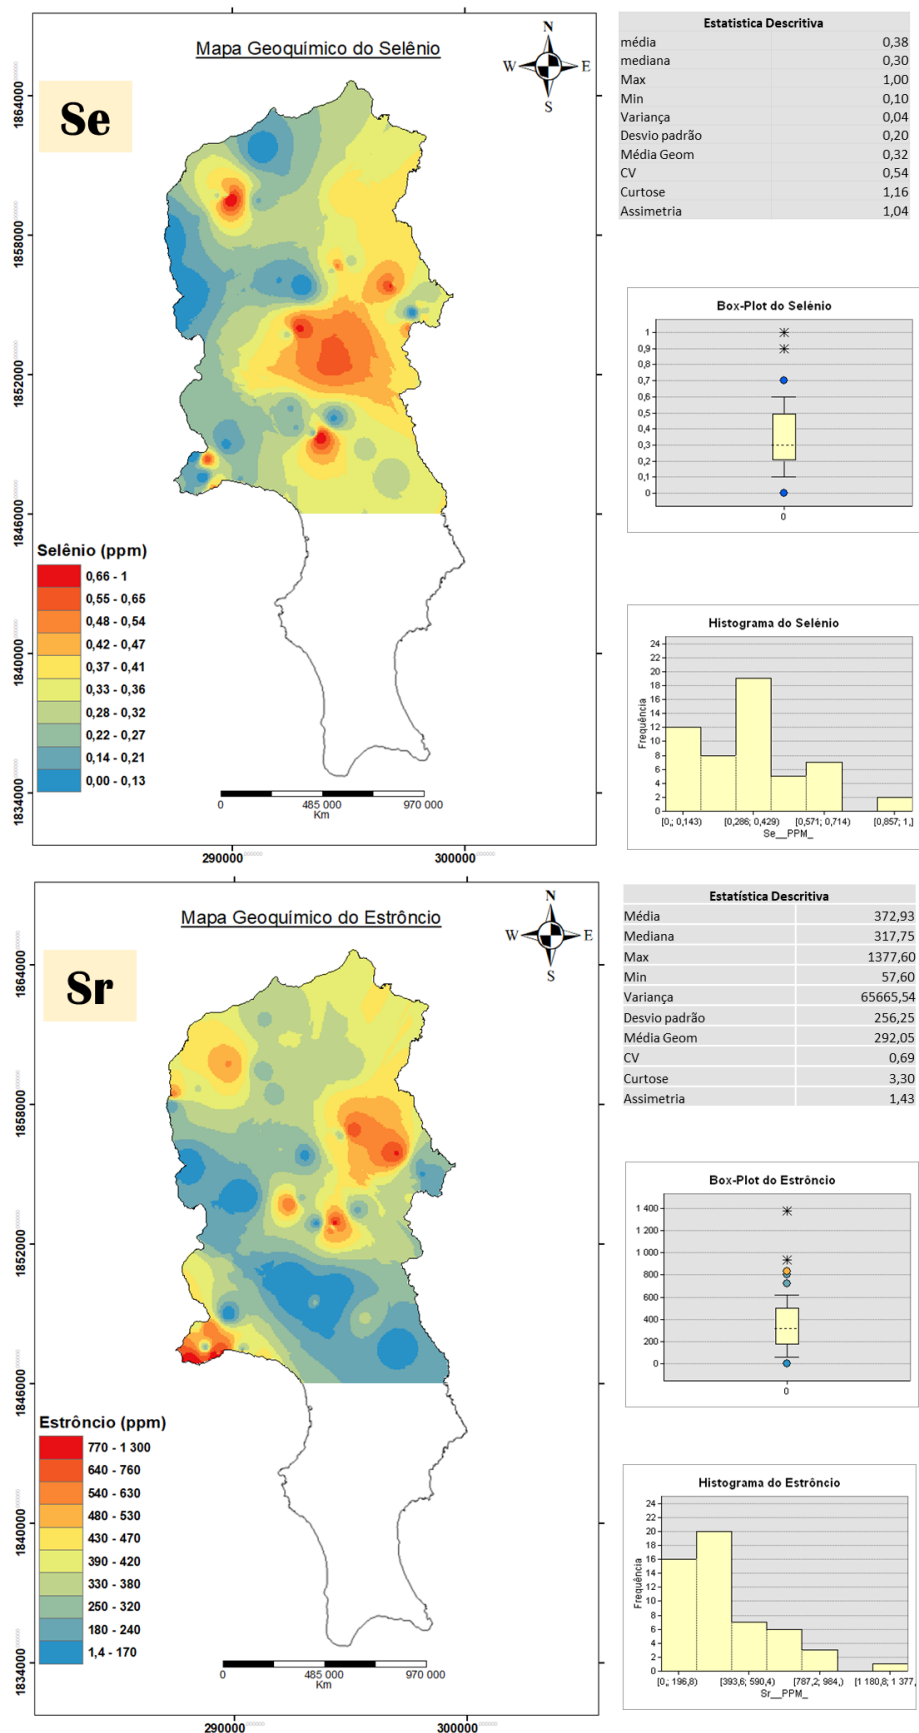 Mapa Geoquímico do Selênio
N
W E
S
Se
1864000
1858000
1852000
1846000
1840000
1834000
Selênio (ppm)
0,66 - 1
0,55 - 0,65
0,48 - 0,54
0,42 - 0,47
0,37 - 0,41
0,33 - 0,36
0,28 - 0,32
0,22 - 0,27
0,14 - 0,21
0,00 - 0,13
0 485 000 970 000
Km
290000 300000
Estatistica Descritiva
média 0,38
mediana 0,30
Max 1,00
Min 0,10
Variança 0,04
Desvio padrão 0,20
Média Geom 0,32
CV 0,54
Curtose 1,16
Assimetria 1,04
Box-Plot do Selénio
1
0,9
0,8
0,7
0,6
0,5
0,4
0,3
0,2
0,1
0
0
Histograma do Selénio
Frequência
24
22
20
18
16
14
12
10
8
6
4
2
0
[0,; 0,143) [0,286; 0,429) [0,571; 0,714) [0,857; 1,]
Se__PPM_
Mapa Geoquímico do Estrôncio
N
W E
S
Sr
1864000
1858000
1852000
1846000
1840000
1834000
Estrôncio (ppm)
770 - 1 300
640 - 760
540 - 630
480 - 530
430 - 470
390 - 420
330 - 380
250 - 320
180 - 240
1,4 - 170
0 485 000 970 000
Km
290000 300000
Estatística Descritiva
Média 372,93
Mediana 317,75
Max 1377,60
Min 57,60
Variança 65665,54
Desvio padrão 256,25
Média Geom 292,05
CV 0,69
Curtose 3,30
Assimetria 1,43
Box-Plot do Estrôncio
1 400
1 200
1 000
800
600
400
200
0
0
Histograma do Estrôncio
Frequência
24
22
20
18
16
14
12
10
8
6
4
2
0
[0,; 196,8) [393,6; 590,4) [787,2; 984,) [1 180,8; 1 377,
Sr__PPM_